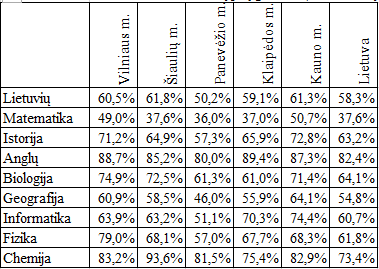 Vilniaus m. Šiaulių m. Panevėžio m. Klaipėdos m. Kauno m. Lietuva
Lietuvių 60,5% 61,8% 50,2% 59,1% 61,3% 58,3%
Matematika 49,0% 37,6% 36,0% 37,0% 50,7% 37,6%
Istorija 71,2% 64,9% 57,3% 65,9% 72,8% 63,2%
Anglų 88,7% 85,2% 80,0% 89,4% 87,3% 82,4%
Biologija 74,9% 72,5% 61,3% 61,0% 71,4% 64,1%
Geografija 60,9% 58,5% 46,0% 55,9% 64,1% 54,8%
Informatika 63,9% 63,2% 51,1% 70,3% 74,4% 60,7%
Fizika 79,0% 68,1% 57,0% 67,7% 68,3% 61,8%
Chemija 83,2% 93,6% 81,5% 75,4% 82,9% 73,4%